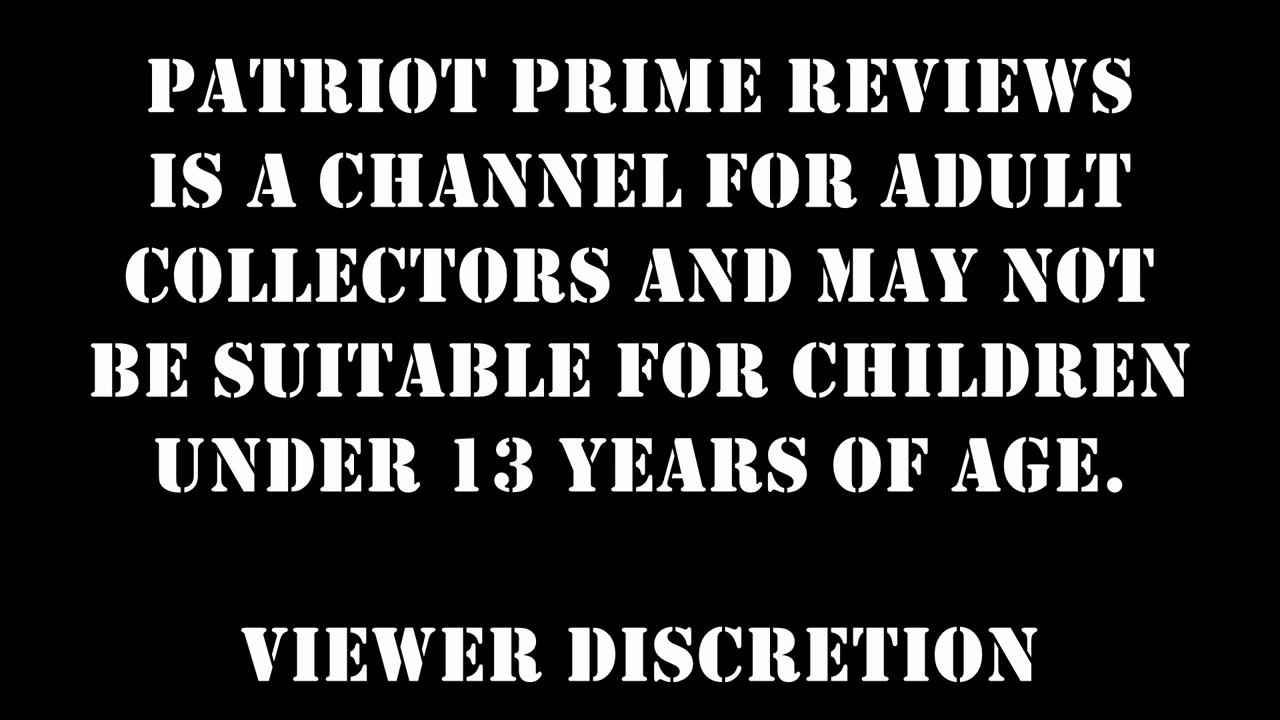 PATRIOT PRIME REVIEWS
IS A CHANNEL FOR ADULT
COLLECTORS AND MAY NOT
BE SUITABLE FOR CHILDREN
UNDER 13 YEARS OF AGE.
VIEWER DISCRETION